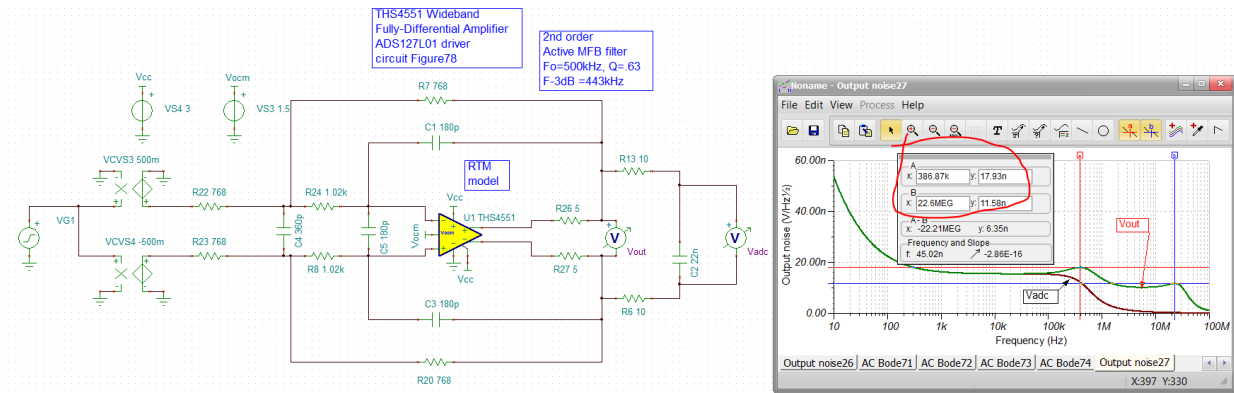 THS4551 Wideband
Fully-Differential Amplifier
ADS127L01 driver
circuit Figure78
2nd order
Active MFB filter
Fo=500kHz, Q=.63
F-3dB =443kHz
Vcc
VS4 3
Vocm
VS3 1.5
R7 768
C1 180p
RTM
model
R13 10
VCVS3 500m
R22 768
R24 1.02k
Vcc
U1 THS4551
R26 5
VG1
C4 360p
C5 180p
Vocm
Vocm
V
Vout
C2 22n
V
Vadc
VCVS4 -500m
R23 768
R8 1.02k
Vcc
R27 5
C3 180p
R6 10
R20 768
Noname - Output noise27
File Edit View Process Help
T
a
b
A
x: 386.87k y: 17.93n
B
x: 22.6MEG y: 11.58n
A - B
x: -22.21MEG y: 6.35n
Frequency and Slope
f: 45.02n -2.86E-16
a
b
Output noise (V/Hz½)
60.00n
40.00n
20.00n
0.00
Vout
Vadc
10 100 1k 10k 100k 1M 10M 100M
Frequency (Hz)
Output noise26 AC Bode71 AC Bode72 AC Bode73 AC Bode74 Output noise27
X:397 Y:330